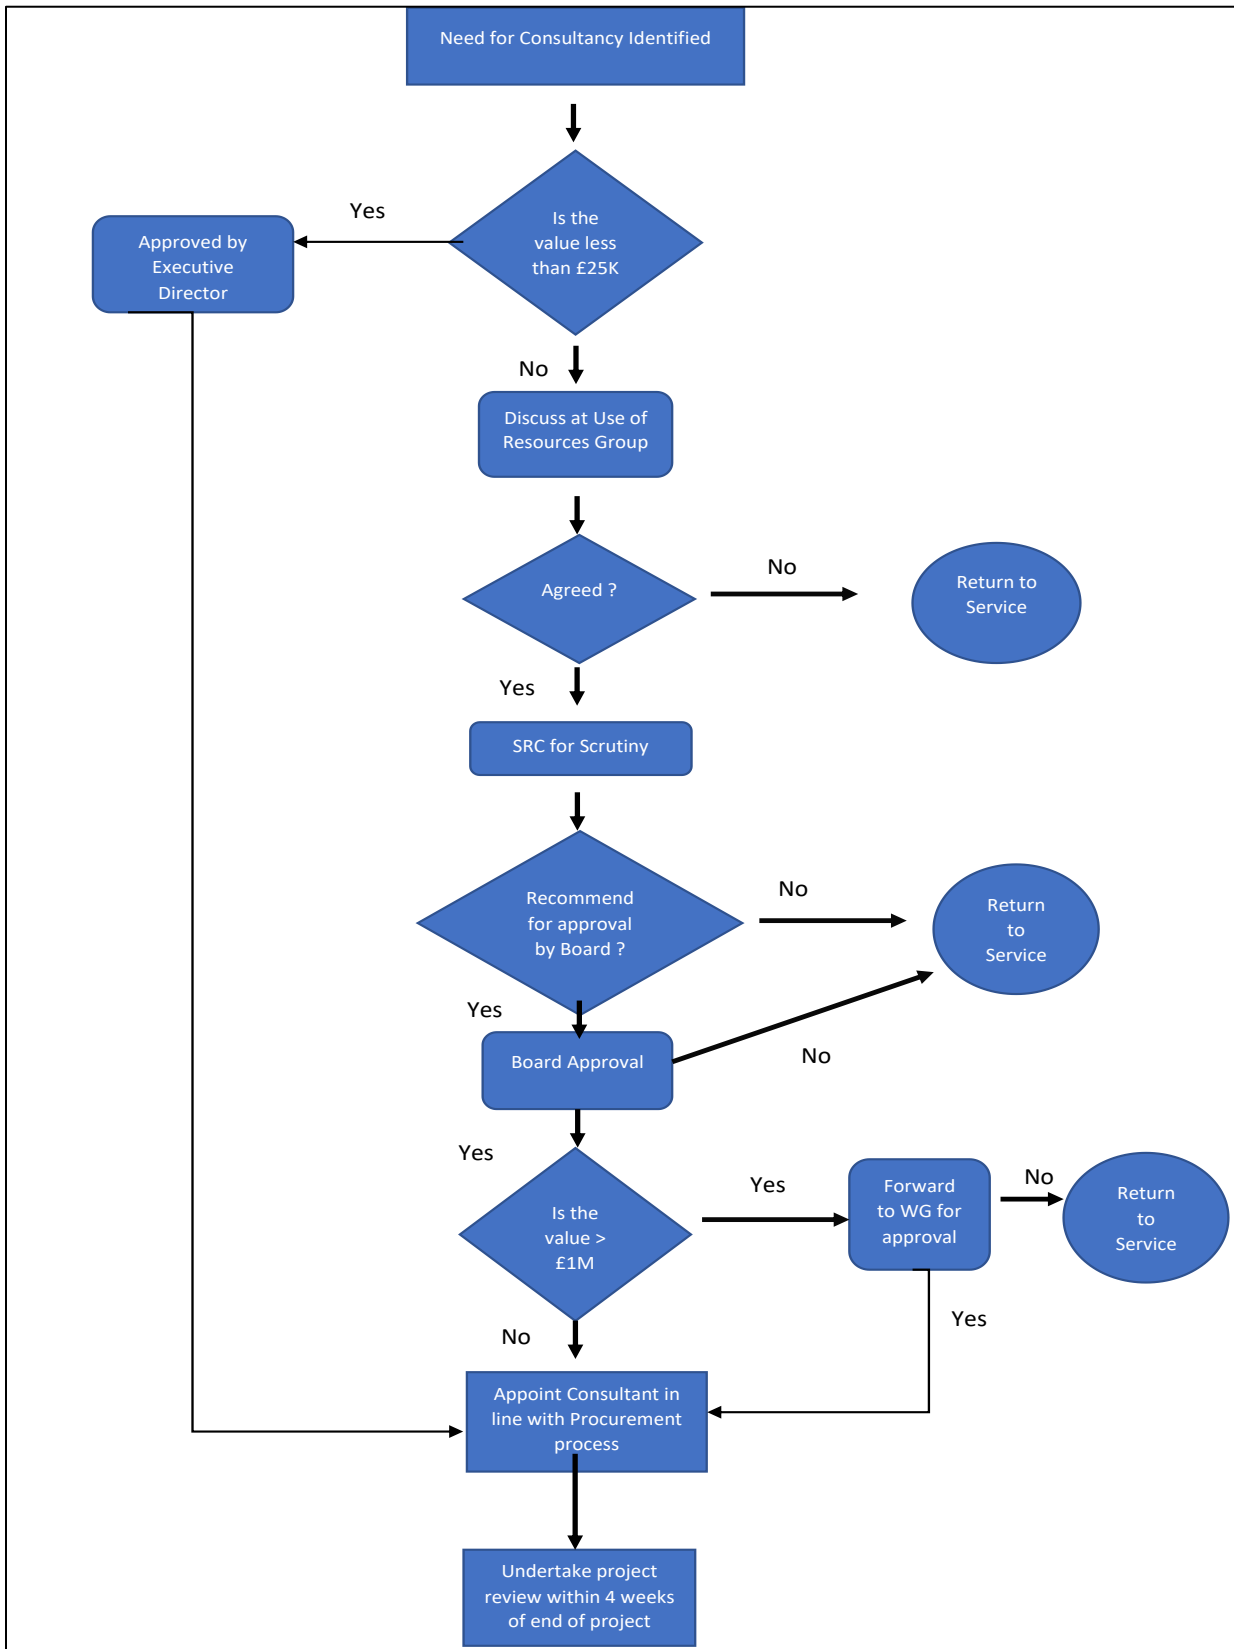 Need for Consultancy Identified
Yes
Is the
value less
than £25K
Approved by
Executive
Director
No
Discuss at Use of
Resources Group
Agreed ?
No
Return to
Service
Yes
SRC for Scrutiny
Recommend
for approval
by Board ?
No
Return
to
Service
Yes
Board Approval
No
Yes
Is the
value >
£1M
Yes
Forward
to WG for
approval
No
Return
to
Service
Yes
No
Appoint Consultant in
line with Procurement
process
Undertake project
review within 4 weeks
of end of project